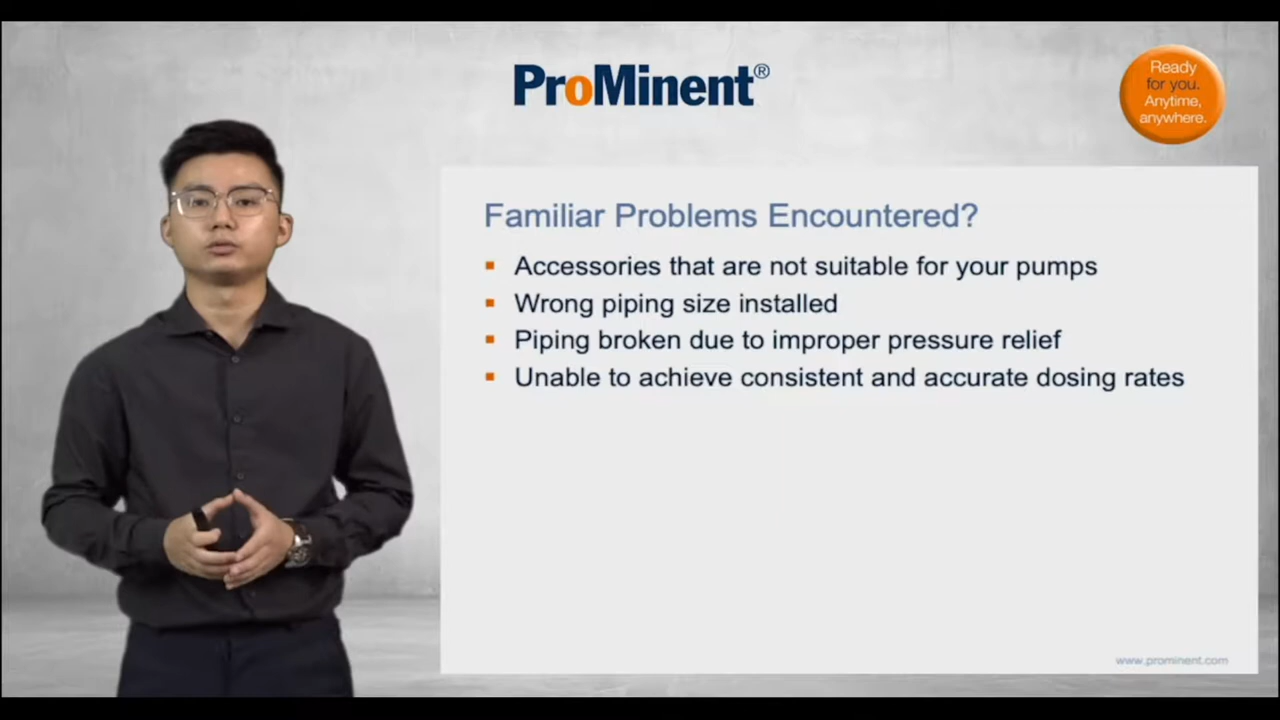 ProMinent®
Ready
for you.
Anytime,
anywhere.
Familiar Problems Encountered?
Accessories that are not suitable for your pumps
Wrong piping size installed
Piping broken due to improper pressure relief
Unable to achieve consistent and accurate dosing rates
www.prominent.com